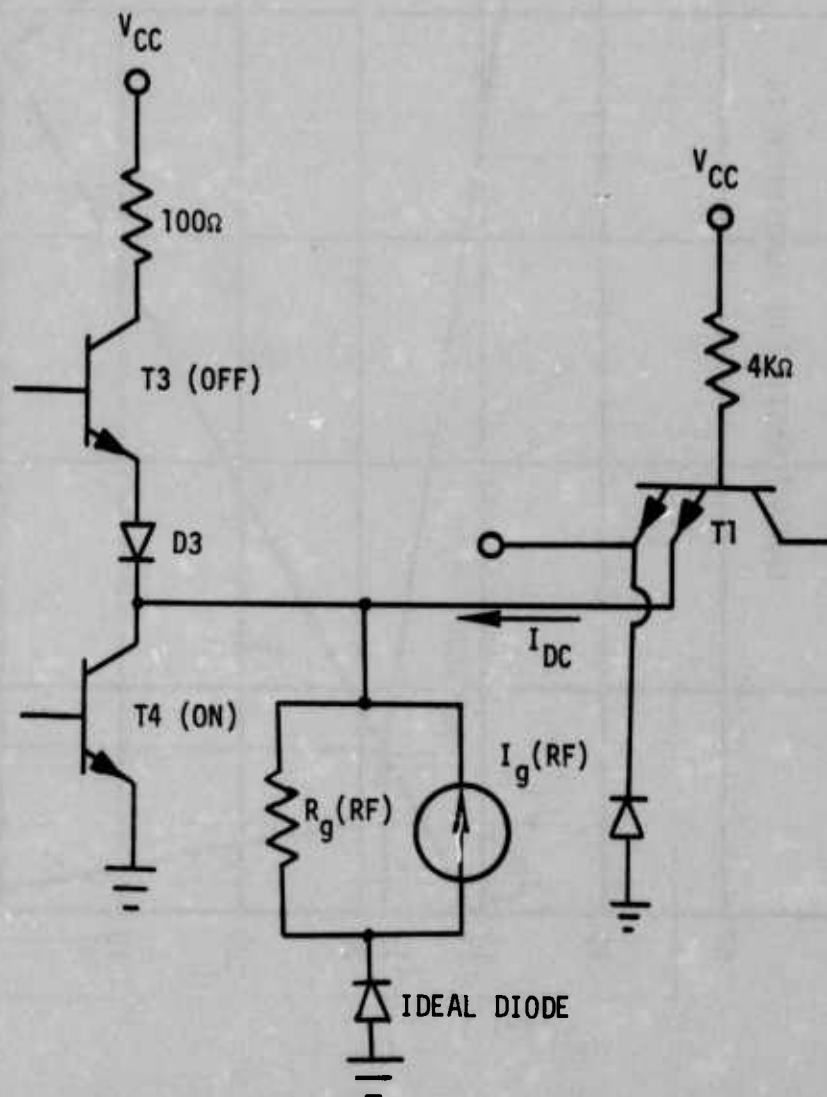 V_CC
100Ω
T3 (OFF)
D3
T4 (ON)
V_CC
4KΩ
T1
I_DC
R_g(RF)
I_g(RF)
IDEAL DIODE